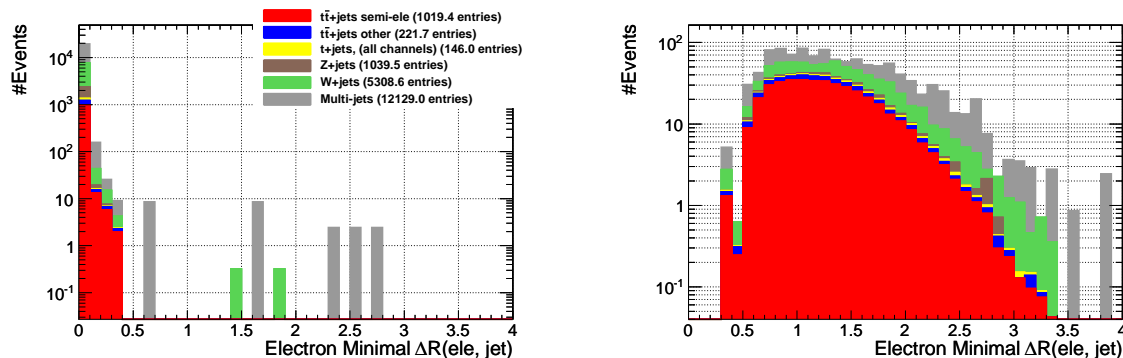 #Events
10⁴
10³
10²
10
1
10⁻¹
0 0.5 1 1.5 2 2.5 3 3.5 4
Electron Minimal ΔR(ele, jet)
tt̄+jets semi-ele (1019.4 entries)
tt̄+jets other (221.7 entries)
t+jets, (all channels) (146.0 entries)
Z+jets (1039.5 entries)
W+jets (5308.6 entries)
Multi-jets (12129.0 entries)
#Events
10²
10
1
10⁻¹
0 0.5 1 1.5 2 2.5 3 3.5 4
Electron Minimal ΔR(ele, jet)